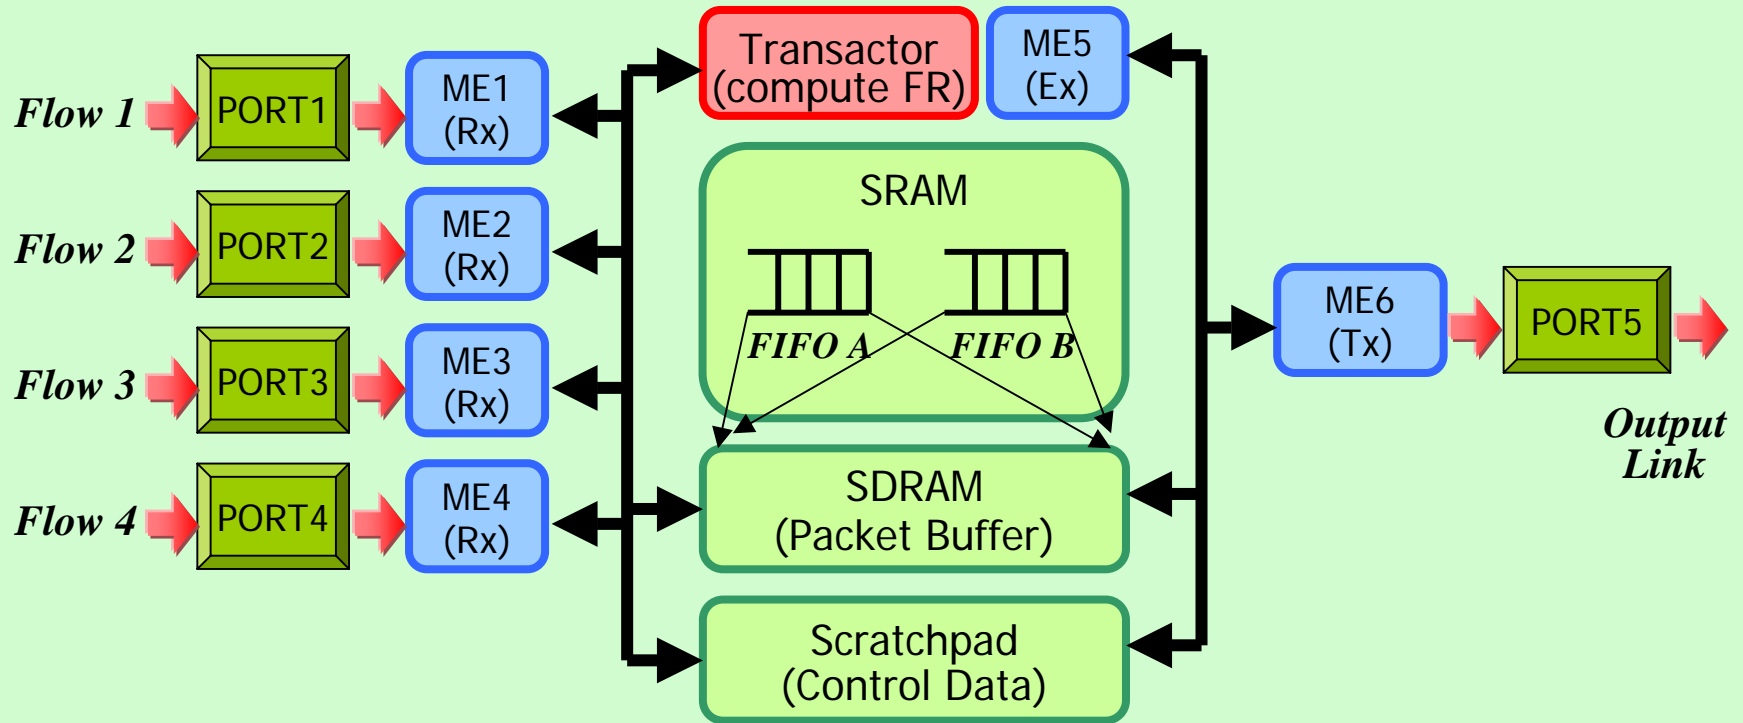 Flow 1
PORT1
ME1
(Rx)
Flow 2
PORT2
ME2
(Rx)
Flow 3
PORT3
ME3
(Rx)
Flow 4
PORT4
ME4
(Rx)
Transactor
(compute FR)
ME5
(Ex)
SRAM
FIFO A
FIFO B
SDRAM
(Packet Buffer)
Scratchpad
(Control Data)
ME6
(Tx)
PORT5
Output
Link